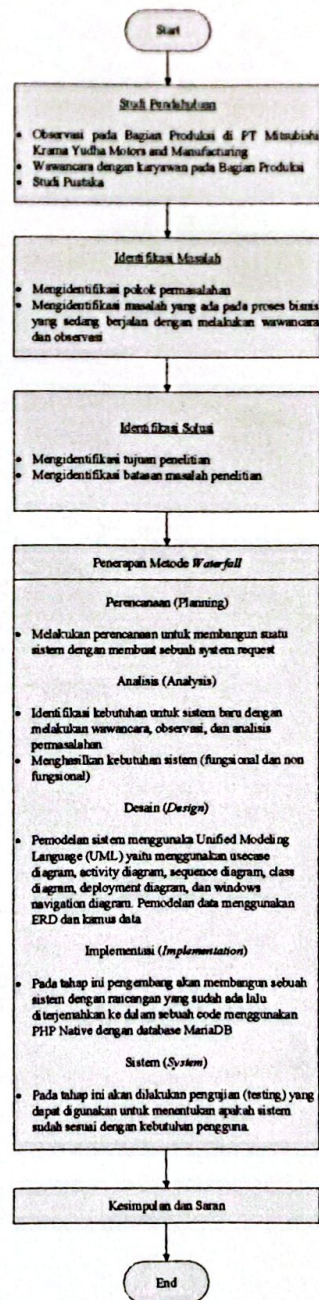 Start
Studi Pendahuluan
• Observasi pada Bagian Produksi di PT Mitsubishi
Krama Yudha Motors and Manufacturing
• Wawancara dengan karyawan pada Bagian Produksi
• Studi Pustaka
Identifikasi Masalah
• Mengidentifikasi pokok permasalahan
• Mengidentifikasi masalah yang ada pada proses bisnis
yang sedang berjalan dengan melakukan wawancara
dan observasi
Identifikasi Solusi
• Mengidentifikasi tujuan penelitian
• Mengidentifikasi batasan masalah penelitian
Penerapan Metode Waterfall
Perencanaan (Planning)
• Melakukan perencanaan untuk membangun suatu
sistem dengan membuat sebuah system request
Analisis (Analysis)
• Identifikasi kebutuhan untuk sistem baru dengan
melakukan wawancara, observasi, dan analisis
permasalahan
• Menghasilkan kebutuhan sistem (fungsional dan non
fungsional)
Desain (Design)
• Pemodelan sistem menggunaka Unified Modeling
Language (UML) yaitu menggunakan usecase
diagram, activity diagram, sequence diagram, class
diagram, deployment diagram, dan windows
navigation diagram. Pemodelan data menggunakan
ERD dan kamus data
Implementasi (Implementation)
• Pada tahap ini pengembang akan membangun sebuah
sistem dengan rancangan yang sudah ada lalu
diterjemahkan ke dalam sebuah code menggunakan
PHP Native dengan database MariaDB
Sistem (System)
• Pada tahap ini akan dilakukan pengujian (testing) yang
dapat digunakan untuk menentukan apakah sistem
sudah sesuai dengan kebutuhan pengguna.
Kesimpulan dan Saran
End